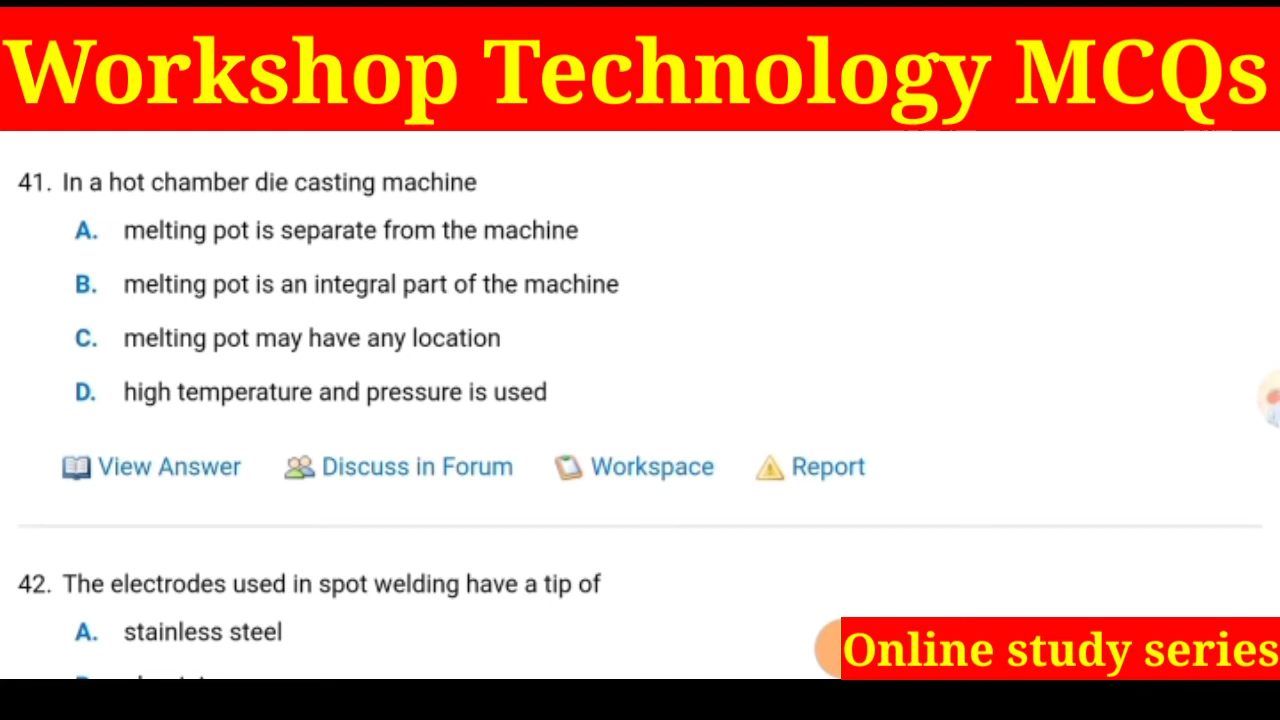 Workshop Technology MCQs
41. In a hot chamber die casting machine
A. melting pot is separate from the machine
B. melting pot is an integral part of the machine
C. melting pot may have any location
D. high temperature and pressure is used
View Answer Discuss in Forum Workspace Report
42. The electrodes used in spot welding have a tip of
A. stainless steel
Online study series